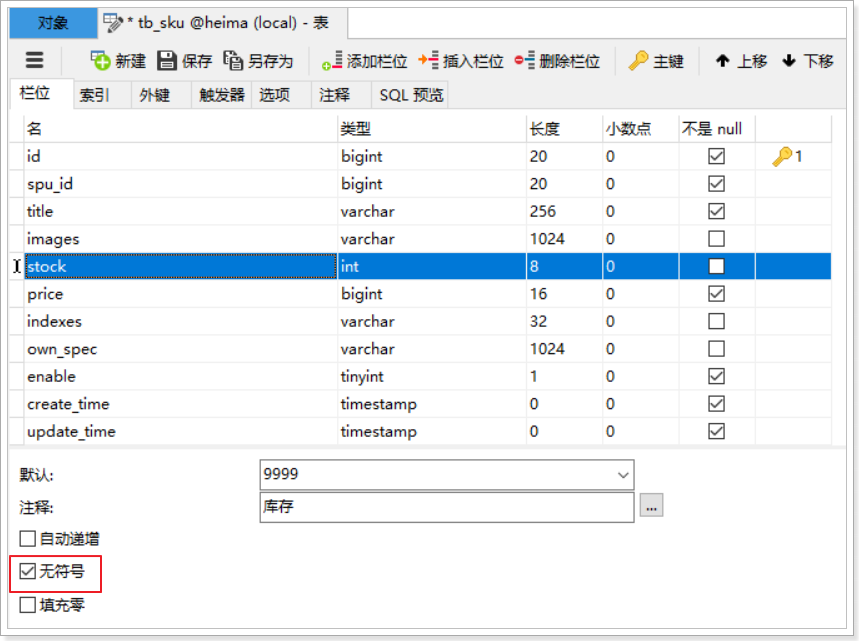 对象 * tb_sku @heima (local) - 表
新建 保存 另存为 添加栏位 插入栏位 删除栏位 主键 上移 下移
栏位 索引 外键 触发器 选项 注释 SQL 预览
名 类型 长度 小数点 不是 null
id bigint 20 0 1
spu_id bigint 20 0
title varchar 256 0
images varchar 1024 0
stock int 8 0
price bigint 16 0
indexes varchar 32 0
own_spec varchar 1024 0
enable tinyint 1 0
create_time timestamp 0 0
update_time timestamp 0 0
默认: 9999
注释: 库存 ...
自动递增
无符号
填充零